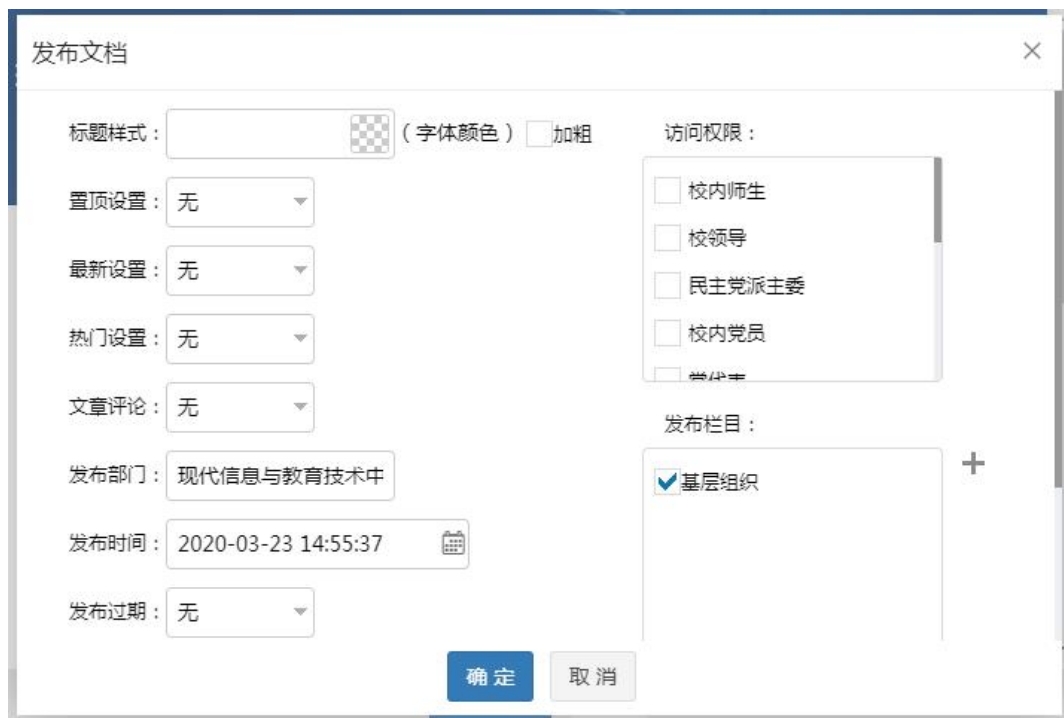 发布文档
标题样式：
（字体颜色）
加粗
置顶设置：
无
最新设置：
无
热门设置：
无
文章评论：
无
发布部门：
现代信息与教育技术中
发布时间：
2020-03-23 14:55:37
发布过期：
无
访问权限：
校内师生
校领导
民主党派主委
校内党员
党代表
发布栏目：
基层组织
确定
取消